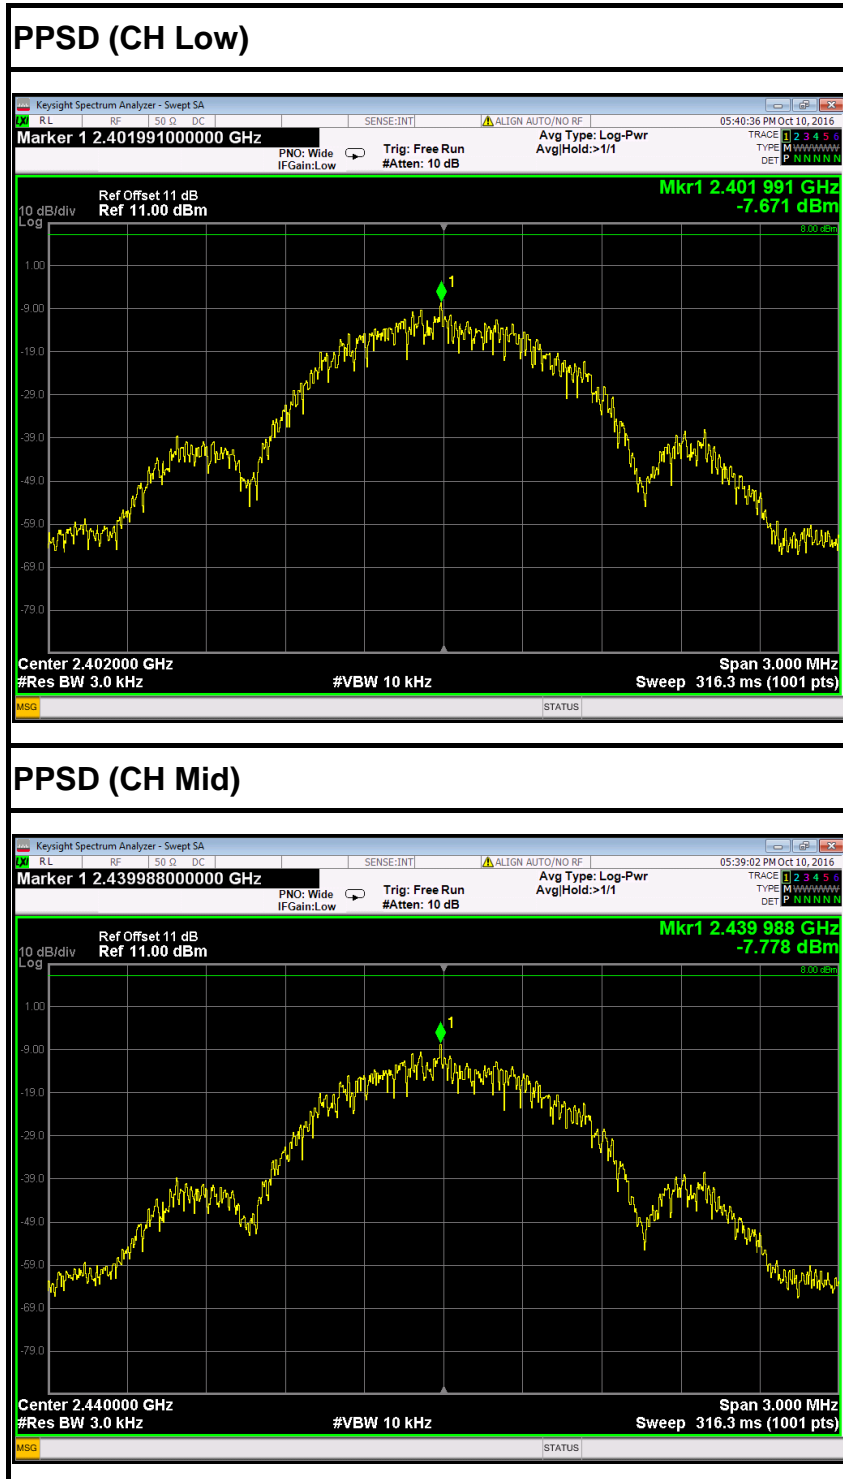 PPSD (CH Low)
Keysight Spectrum Analyzer - Swept SA
LXI RL RF 50 Ω DC SENSE:INT ALIGN AUTO/NO RF 05:40:36 PM Oct 10, 2016
Marker 1 2.401991000000 GHz
PNO: Wide
IFGain:Low
Trig: Free Run
#Atten: 10 dB
Avg Type: Log-Pwr
Avg|Hold:>1/1
TRACE 1 2 3 4 5 6
TYPE M WWWWW
DET P N N N N N
Mkr1 2.401 991 GHz
-7.671 dBm
Ref Offset 11 dB
10 dB/div Ref 11.00 dBm
Log
8.00 dBm
1.00
1
-9.00
-19.0
-29.0
-39.0
-49.0
-59.0
-69.0
-79.0
Center 2.402000 GHz Span 3.000 MHz
#Res BW 3.0 kHz #VBW 10 kHz Sweep 316.3 ms (1001 pts)
MSG STATUS
PPSD (CH Mid)
Keysight Spectrum Analyzer - Swept SA
LXI RL RF 50 Ω DC SENSE:INT ALIGN AUTO/NO RF 05:39:02 PM Oct 10, 2016
Marker 1 2.439988000000 GHz
PNO: Wide
IFGain:Low
Trig: Free Run
#Atten: 10 dB
Avg Type: Log-Pwr
Avg|Hold:>1/1
TRACE 1 2 3 4 5 6
TYPE M WWWWW
DET P N N N N N
Mkr1 2.439 988 GHz
-7.778 dBm
Ref Offset 11 dB
10 dB/div Ref 11.00 dBm
Log
8.00 dBm
1.00
1
-9.00
-19.0
-29.0
-39.0
-49.0
-59.0
-69.0
-79.0
Center 2.440000 GHz Span 3.000 MHz
#Res BW 3.0 kHz #VBW 10 kHz Sweep 316.3 ms (1001 pts)
MSG STATUS